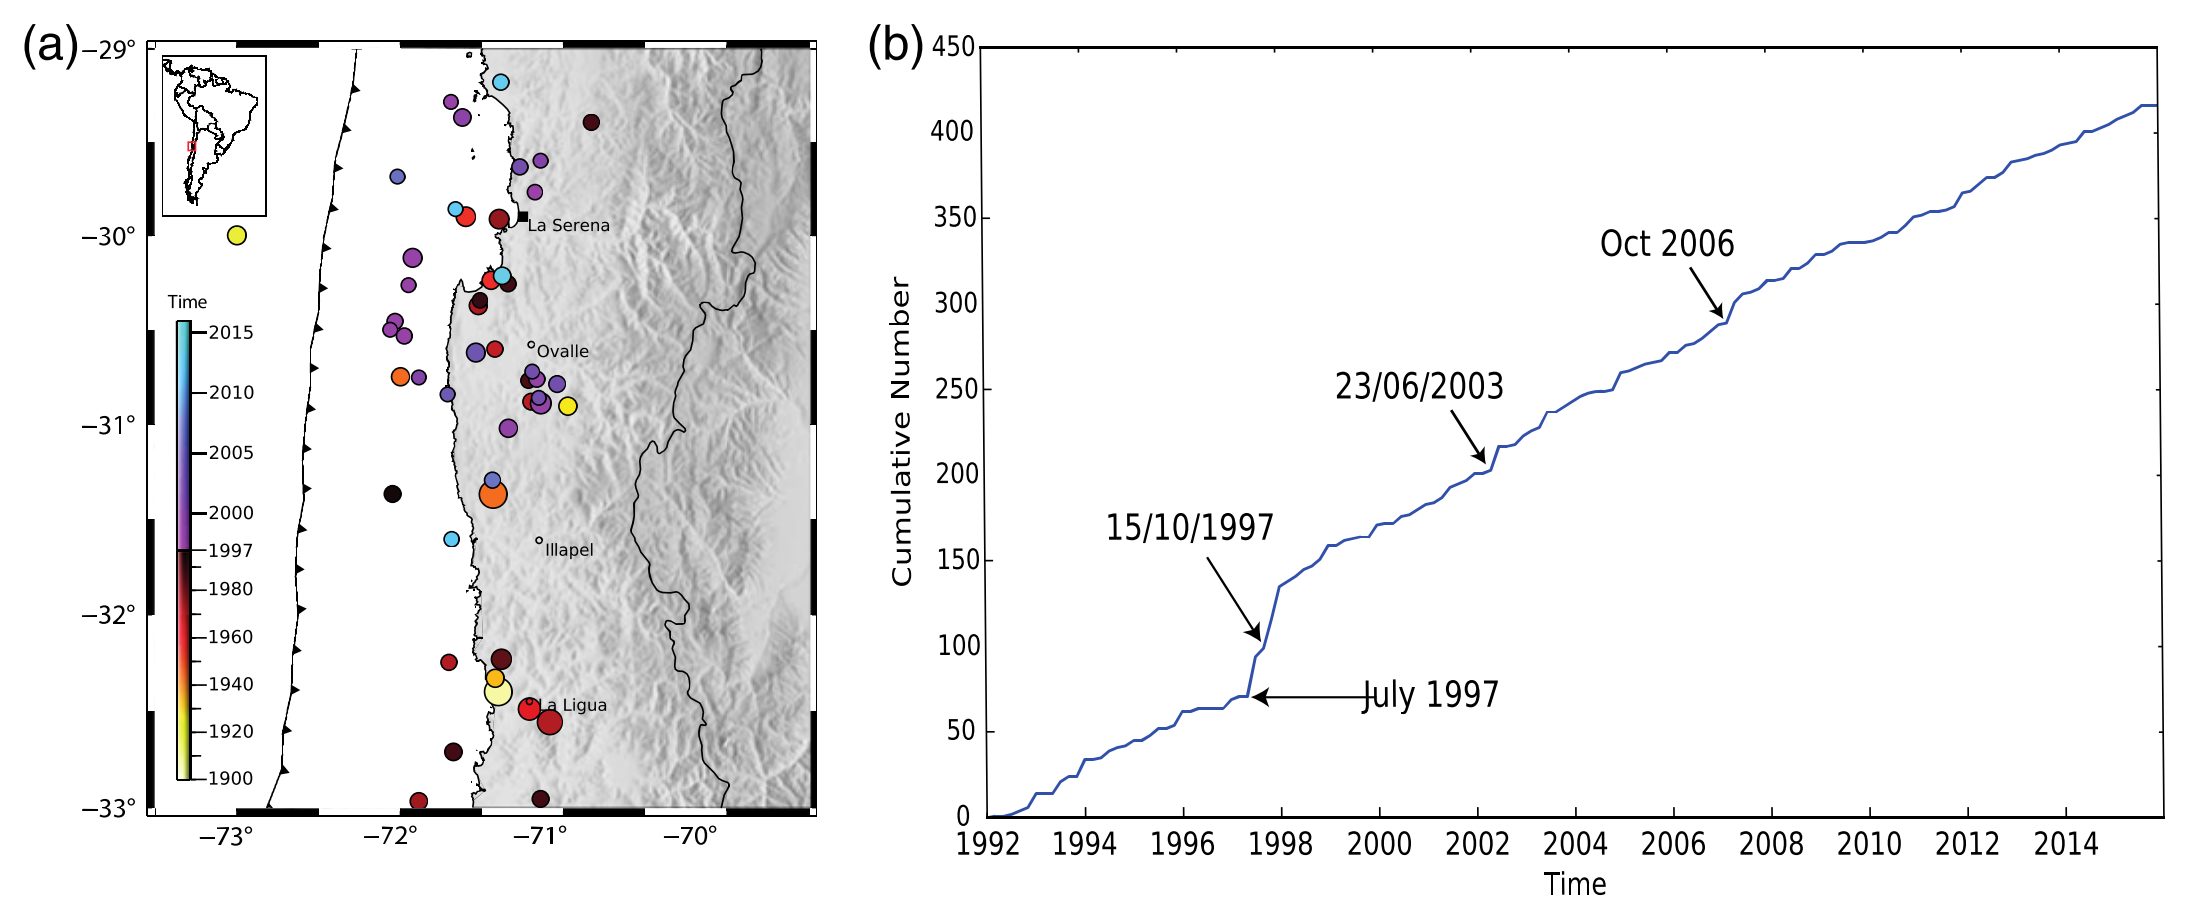 (a)
−29°
−30°
−31°
−32°
−33°
−73°
−72°
−71°
−70°
Time
2015
2010
2005
2000
1997
1980
1960
1940
1920
1900
La Serena
Ovalle
Illapel
La Ligua
(b)
450
400
350
300
250
200
150
100
50
0
Cumulative Number
Oct 2006
23/06/2003
15/10/1997
July 1997
1992 1994 1996 1998 2000 2002 2004 2006 2008 2010 2012 2014
Time